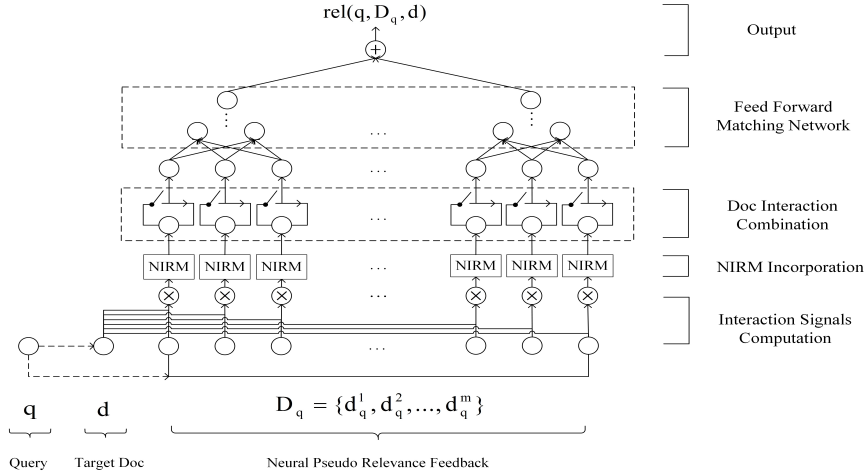 rel(q, D_q, d)
Output
Feed Forward
Matching Network
...
...
Doc Interaction
Combination
...
NIRM NIRM NIRM ... NIRM NIRM NIRM
NIRM Incorporation
...
Interaction Signals
Computation
...
q d D_q = {d_q^1, d_q^2, ..., d_q^m}
Query Target Doc Neural Pseudo Relevance Feedback